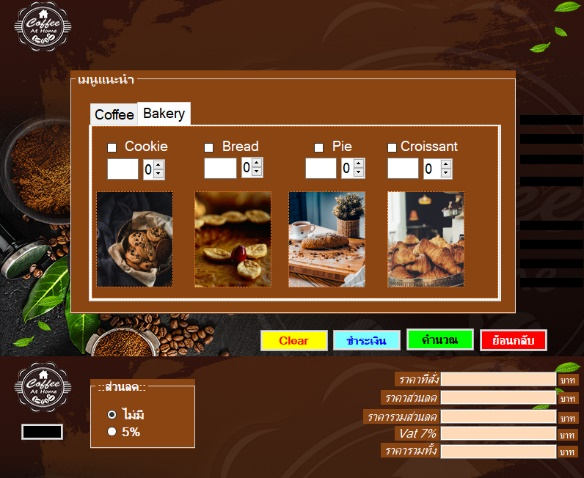 Coffee
At Home
เมนูแนะนำ
Coffee Bakery
Cookie Bread Pie Croissant
0 0 0 0
Clear ชำระเงิน คำนวณ ย้อนกลับ
Coffee
At Home
::ส่วนลด::
ไม่มี
5%
ราคาที่สั่ง บาท
ราคาส่วนลด บาท
ราคารวมส่วนลด บาท
Vat 7% บาท
ราคารวมทั้ง บาท